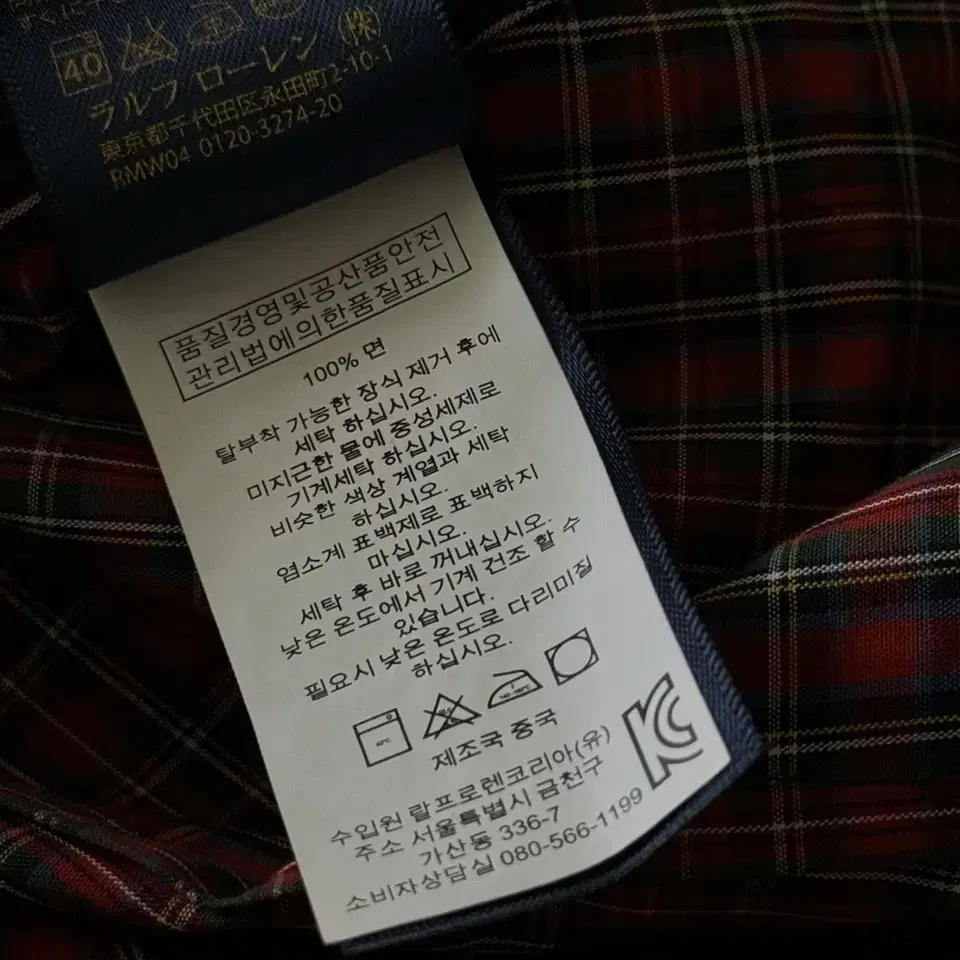 40
ラルフ ローレン (株)
東京都千代田区永田町2-10-1
RMW04 0120-3274-20
품질경영및공산품안전
관리법에의한품질표시
100% 면
탈부착 가능한 장식 제거 후에
세탁 하십시오.
미지근한 물에 중성세제로
기계세탁 하십시오.
비슷한 색상 계열과 세탁
하십시오.
염소계 표백제로 표백하지
마십시오.
세탁 후 바로 꺼내십시오.
낮은 온도에서 기계 건조 할 수
있습니다.
필요시 낮은 온도로 다리미질
하십시오.
40℃
제조국 중국
수입원 랄프로렌코리아(유)
주소 서울특별시 금천구
가산동 336-7
소비자상담실 080-566-1199